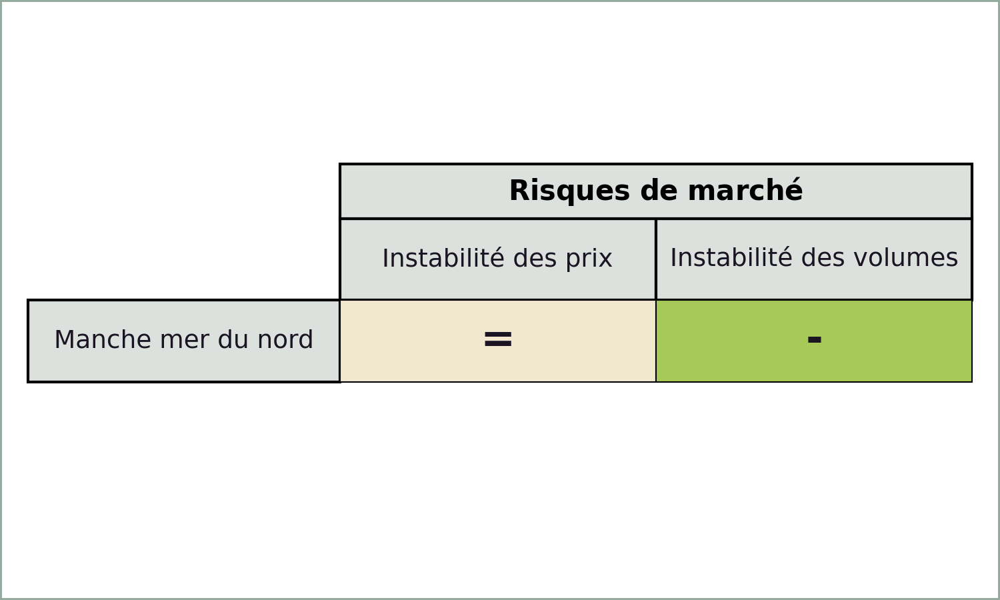 Risques de marché
Instabilité des prix
Instabilité des volumes
Manche mer du nord
=
-